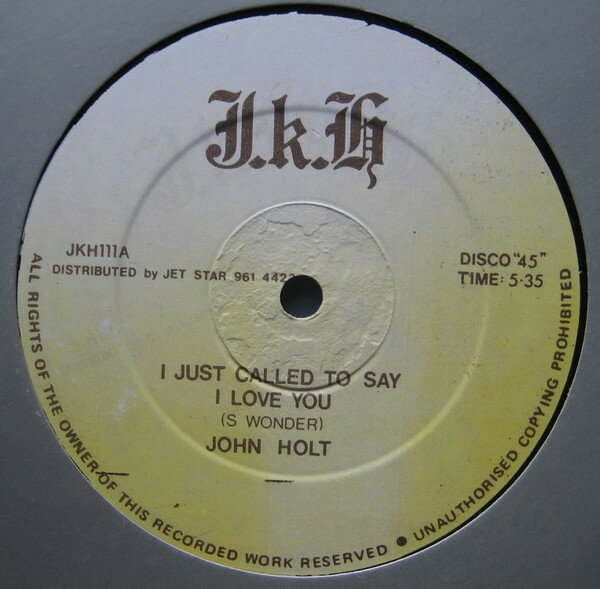 J.k.H
JKH111A
DISTRIBUTED by JET STAR 961 442
DISCO "45"
TIME: 5·35
I JUST CALLED TO SAY
I LOVE YOU
(S WONDER)
JOHN HOLT
ALL RIGHTS OF THE OWNER OF THIS RECORDED WORK RESERVED ● UNAUTHORISED COPYING PROHIBITED